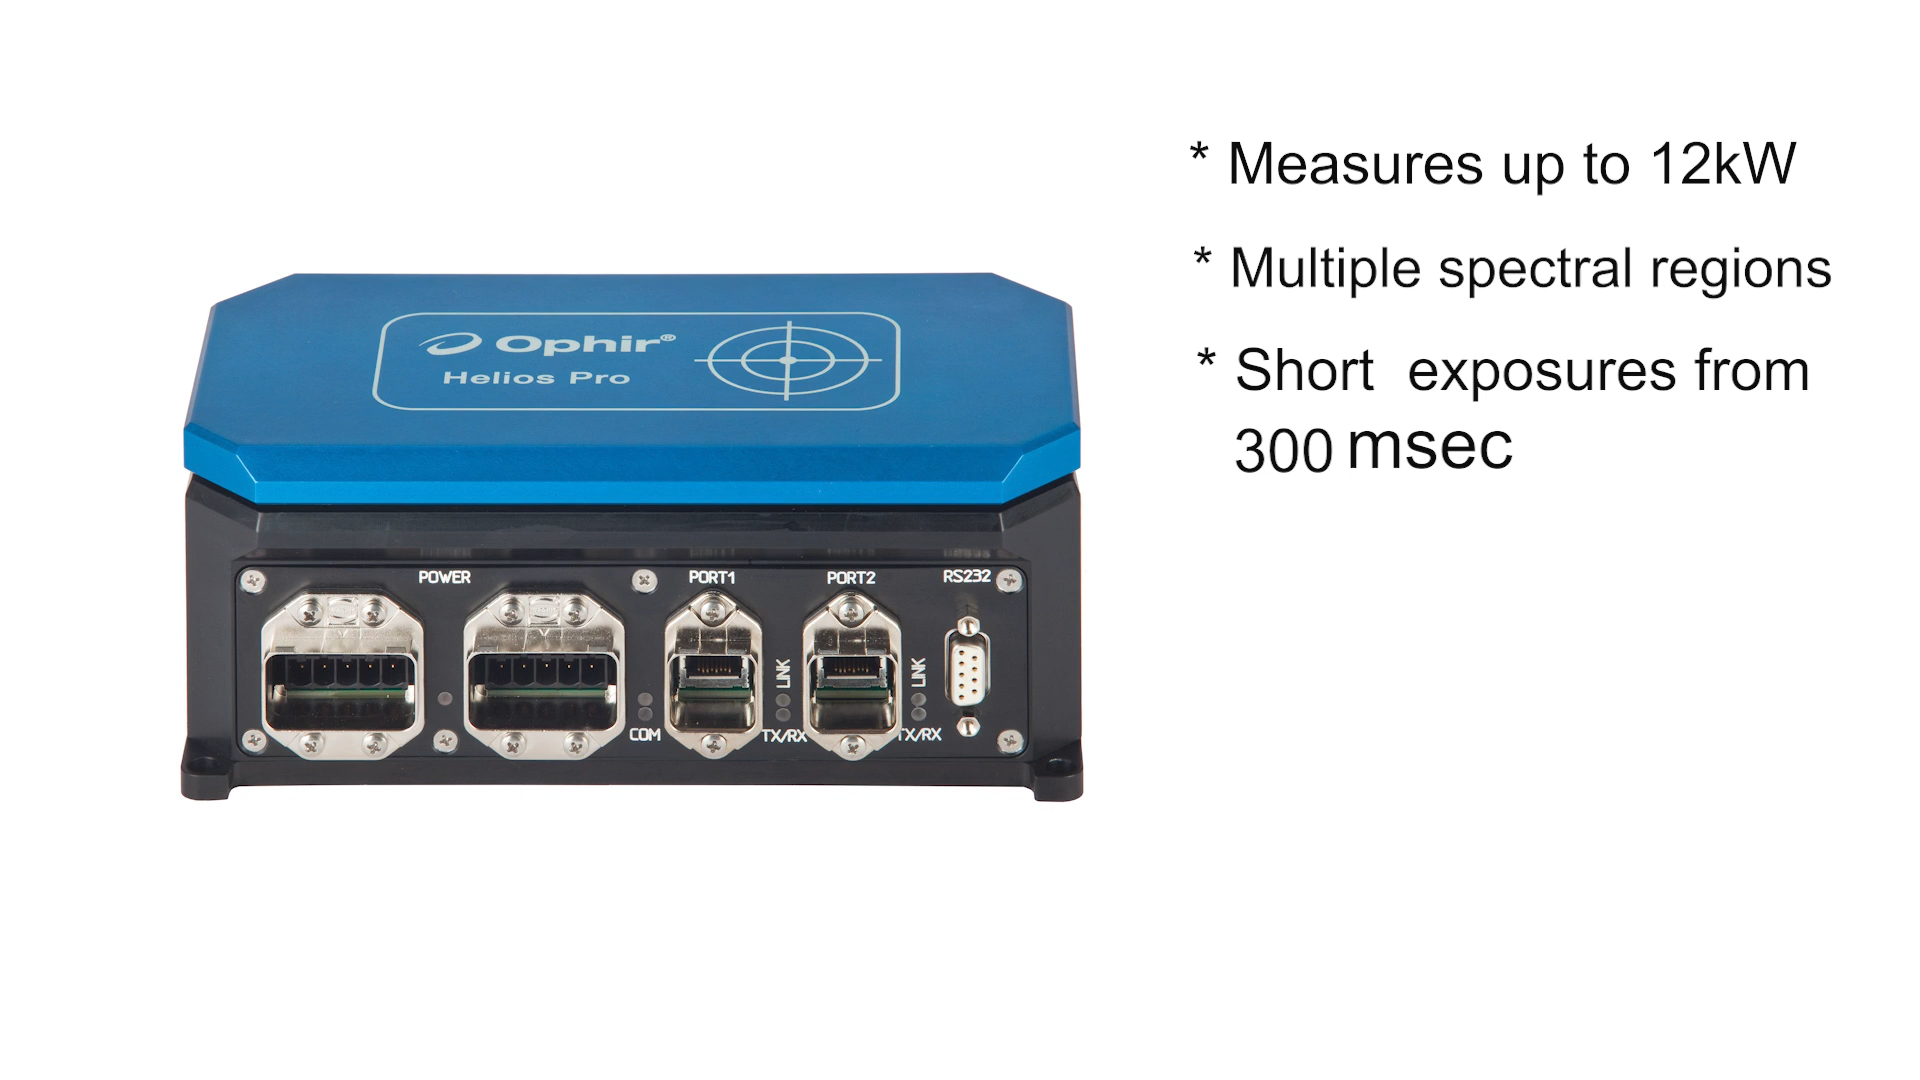 * Measures up to 12kW
* Multiple spectral regions
* Short exposures from
300 msec
Ophir®
Helios Pro
POWER
PORT1
PORT2
RS232
LINK
LINK
COM
TX/RX
TX/RX